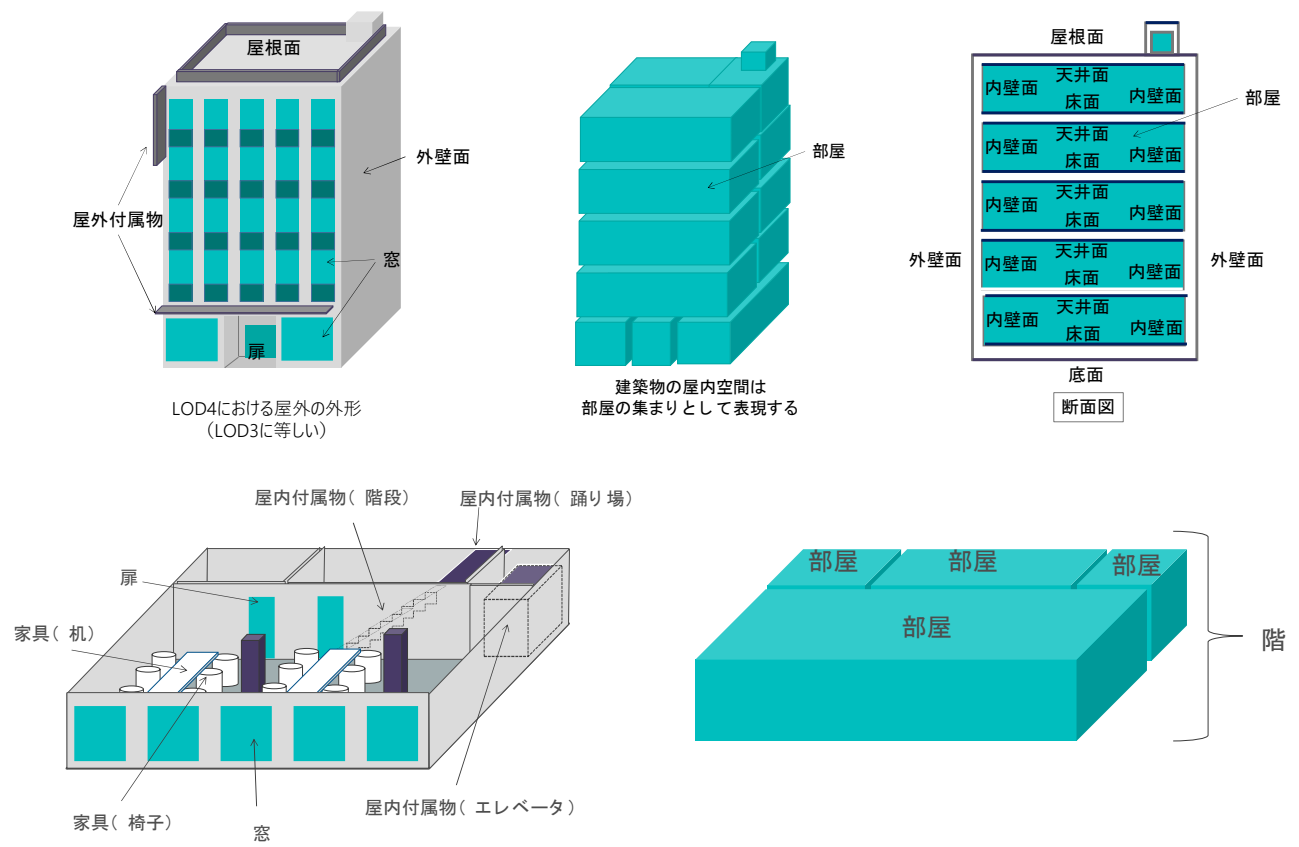 屋根面
外壁面
屋外付属物
窓
扉
LOD4における屋外の外形
（LOD3に等しい）
部屋
建築物の屋内空間は
部屋の集まりとして表現する
屋根面
部屋
内壁面 天井面 内壁面
床面
内壁面 天井面 内壁面
床面
内壁面 天井面 内壁面
床面
内壁面 天井面 内壁面
床面
内壁面 天井面 内壁面
床面
外壁面
外壁面
底面
断面図
屋内付属物( 階段)
屋内付属物( 踊り場)
扉
家具( 机)
家具( 椅子)
窓
屋内付属物( エレベータ)
部屋 部屋 部屋
部屋
階